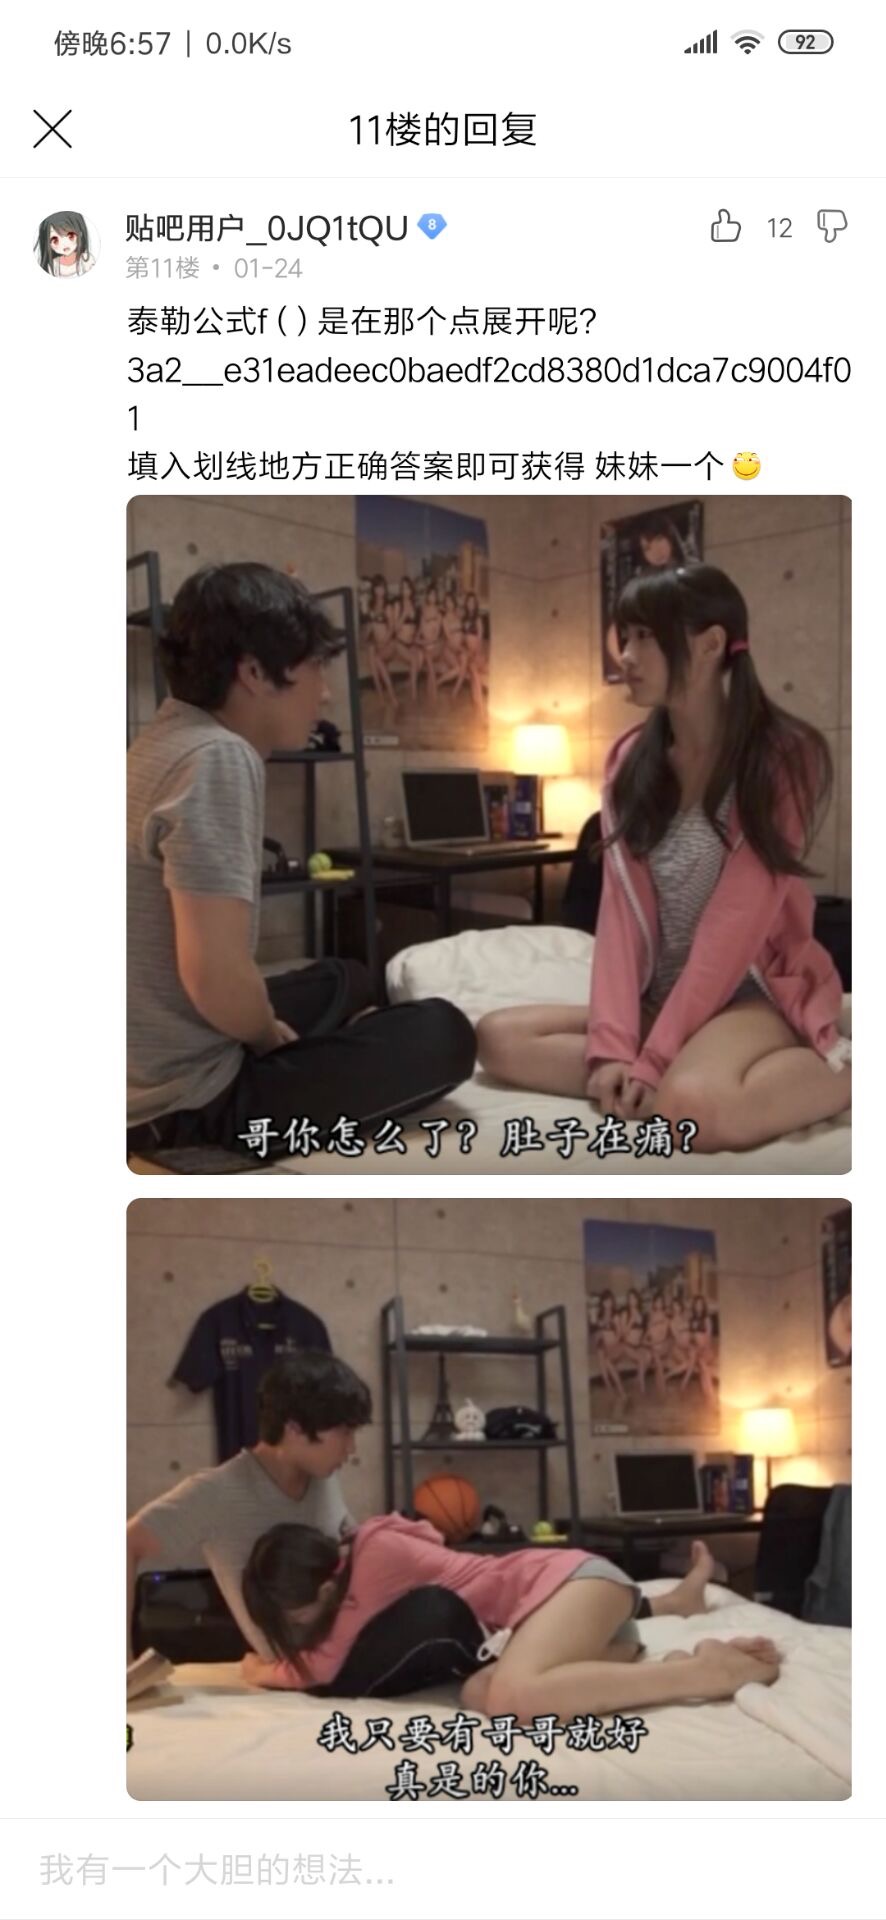 傍晚6:57 | 0.0K/s
92
11楼的回复
贴吧用户_0JQ1tQU 8
12
第11楼 • 01-24
泰勒公式f ( ) 是在那个点展开呢?
3a2__e31eadeec0baedf2cd8380d1dca7c9004f0
1
填入划线地方正确答案即可获得 妹妹一个
哥你怎么了? 肚子在痛?
我只要有哥哥就好
真是的你...
我有一个大胆的想法...